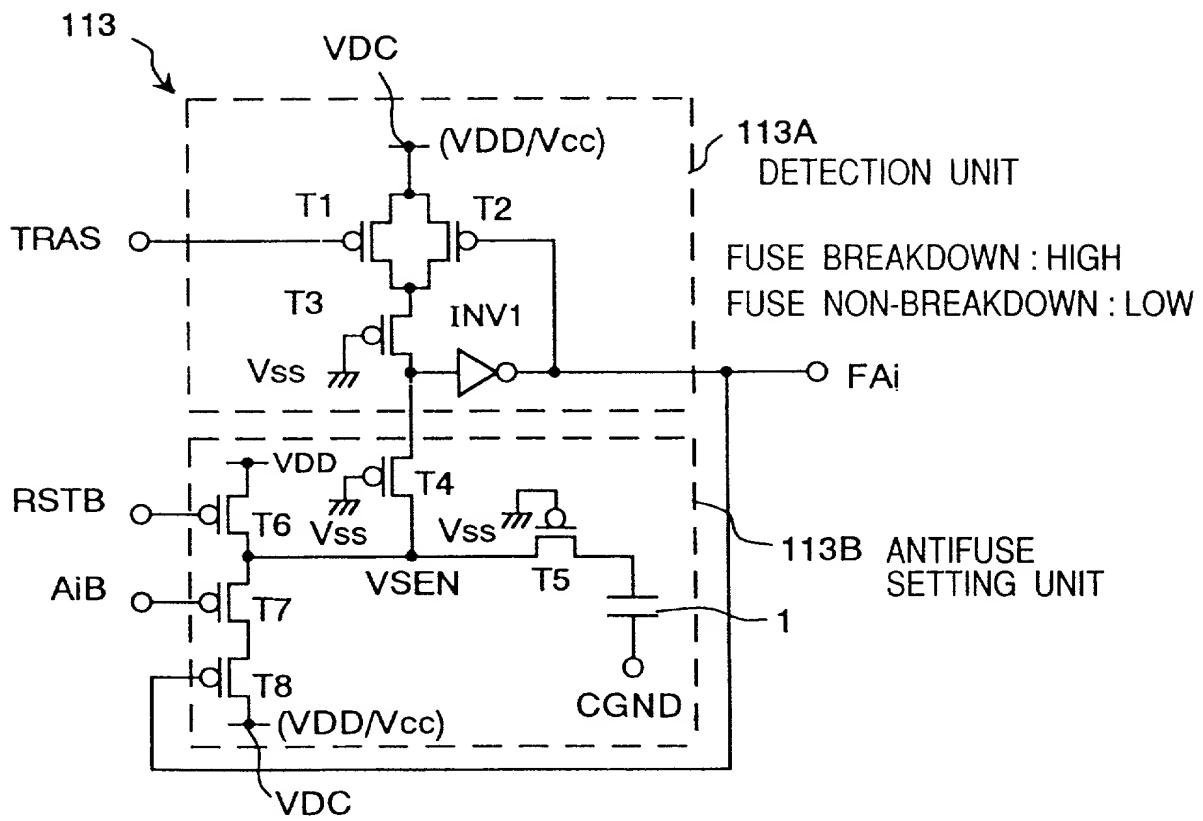 113
VDC
(VDD/Vcc)
113A
DETECTION UNIT
T1
T2
TRAS
FUSE BREAKDOWN : HIGH
FUSE NON-BREAKDOWN : LOW
T3
INV1
Vss
FAi
VDD
T4
RSTB
T6
Vss
Vss
113B ANTIFUSE
SETTING UNIT
AiB
VSEN
T5
T7
1
T8
CGND
(VDD/Vcc)
VDC